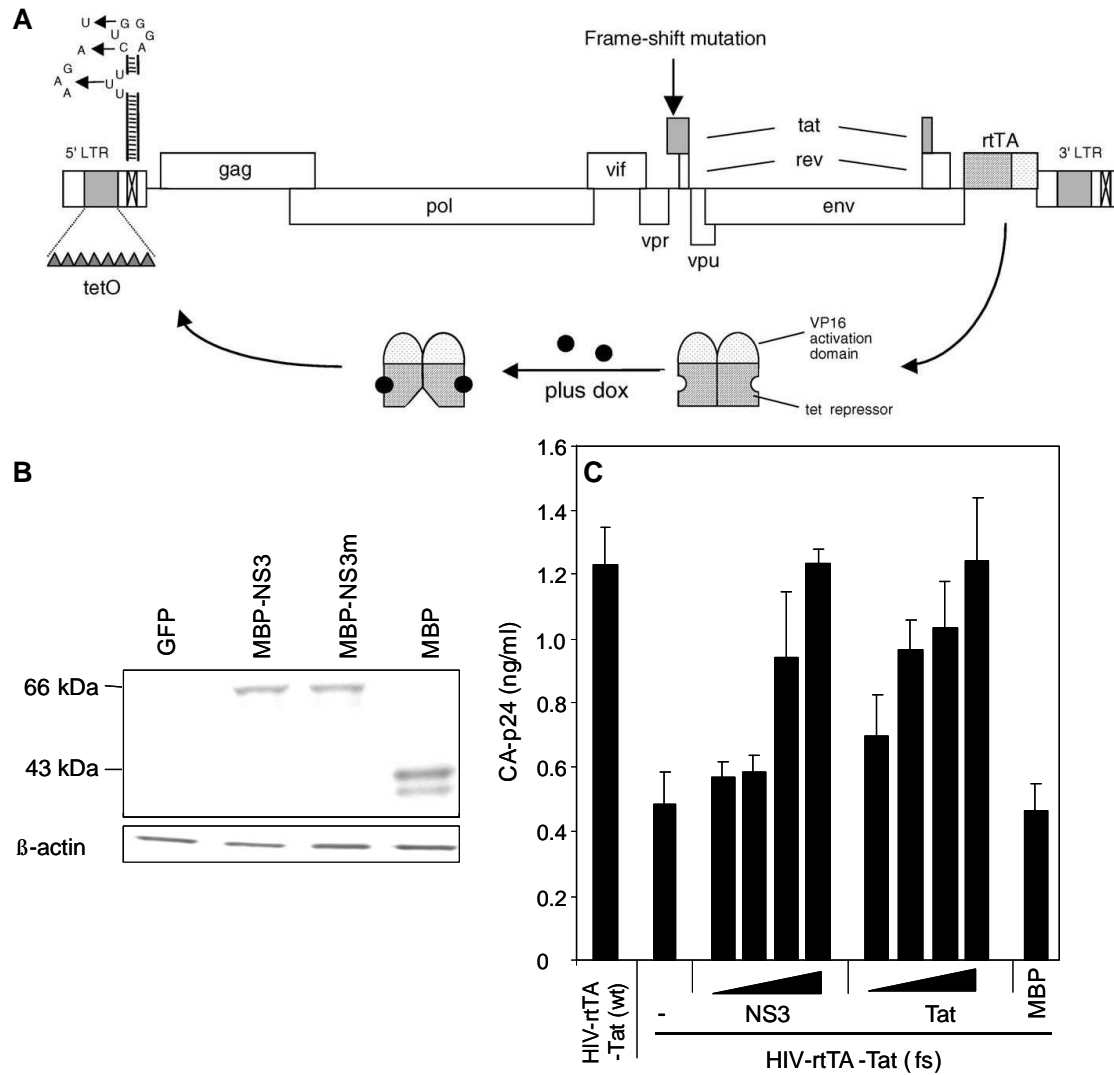 A
U G G
U G
A C A
G U
A U
A U
Frame-shift mutation
5' LTR
gag
pol
vif
vpr
vpu
tat
rev
env
rtTA
3' LTR
tetO
plus dox
VP16
activation
domain
tet repressor
B
GFP
MBP-NS3
MBP-NS3m
MBP
66 kDa
43 kDa
ß-actin
C
CA-p24 (ng/ml)
1.6
1.4
1.2
1.0
0.8
0.6
0.4
0.2
0
HIV-rtTA
-Tat (wt)
-
NS3
Tat
MBP
HIV-rtTA -Tat (fs)